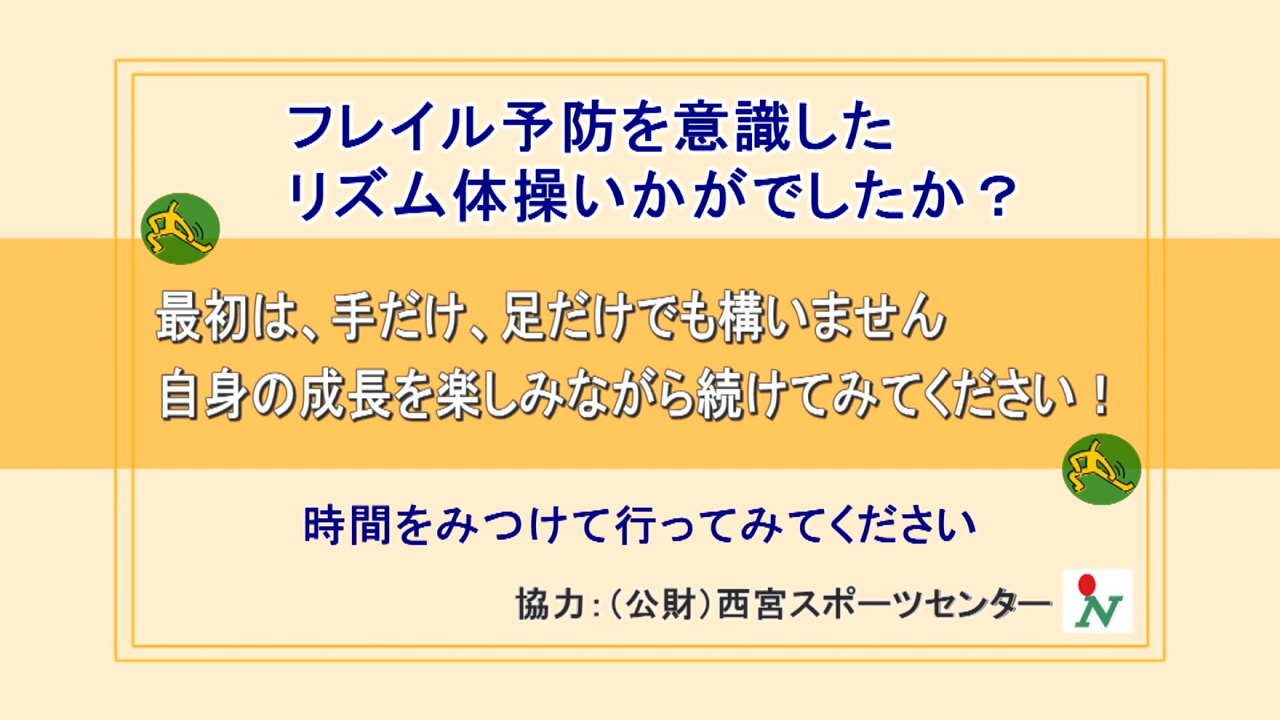 フレイル予防を意識した
リズム体操いかがでしたか？
最初は、手だけ、足だけでも構いません
自身の成長を楽しみながら続けてみてください！
時間をみつけて行ってみてください
協力：（公財）西宮スポーツセンター
N